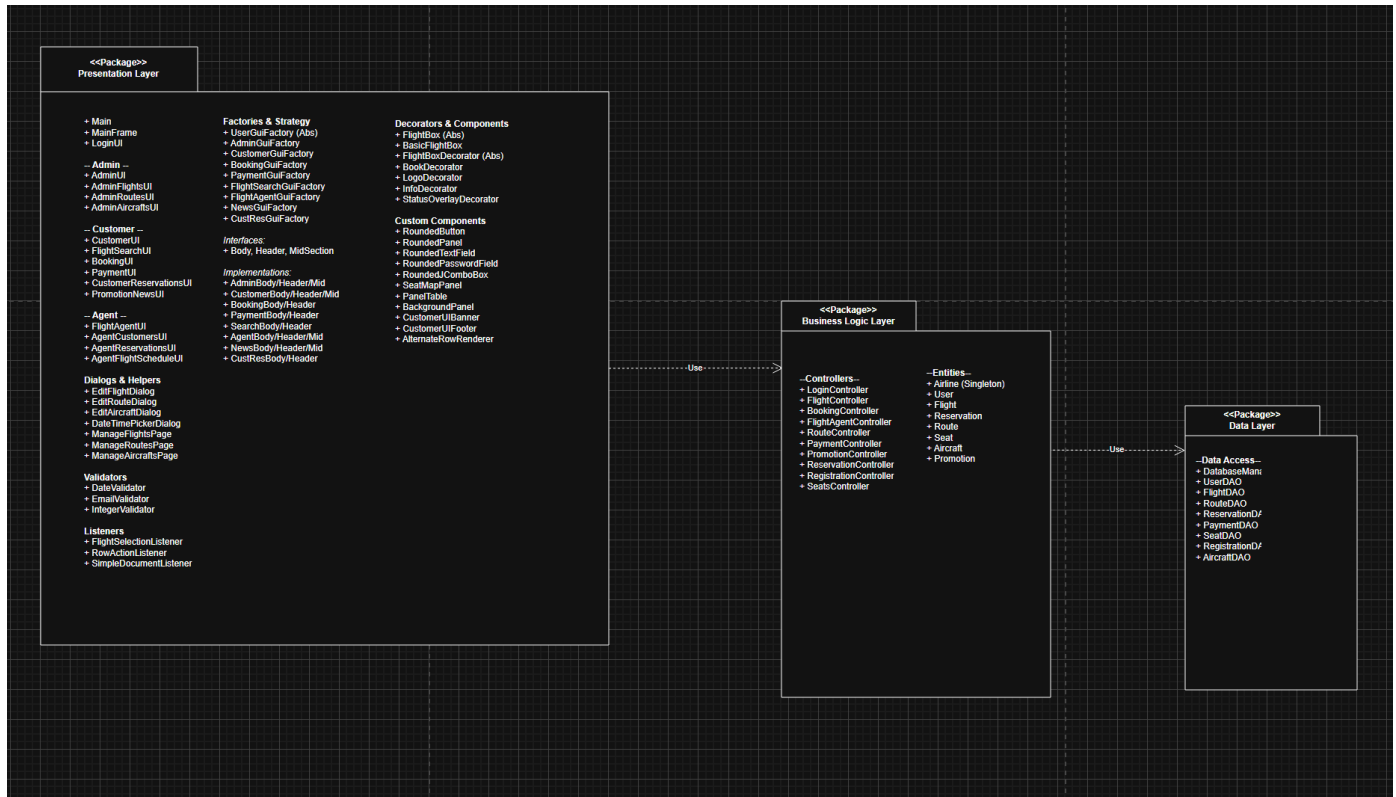 <<Package>>
Presentation Layer
+ Main
+ MainFrame
+ LoginUI
-- Admin --
+ AdminUI
+ AdminFlightsUI
+ AdminRoutesUI
+ AdminAircraftsUI
-- Customer --
+ CustomerUI
+ FlightSearchUI
+ BookingUI
+ PaymentUI
+ CustomerReservationsUI
+ PromotionNewsUI
-- Agent --
+ FlightAgentUI
+ AgentCustomersUI
+ AgentReservationsUI
+ AgentFlightScheduleUI
Dialogs & Helpers
+ EditFlightDialog
+ EditRouteDialog
+ EditAircraftDialog
+ DateTimePickerDialog
+ ManageFlightsPage
+ ManageRoutesPage
+ ManageAircraftsPage
Validators
+ DateValidator
+ EmailValidator
+ IntegerValidator
Listeners
+ FlightSelectionListener
+ RowActionListener
+ SimpleDocumentListener
Factories & Strategy
+ UserGuiFactory (Abs)
+ AdminGuiFactory
+ CustomerGuiFactory
+ BookingGuiFactory
+ PaymentGuiFactory
+ FlightSearchGuiFactory
+ FlightAgentGuiFactory
+ NewsGuiFactory
+ CustResGuiFactory
Interfaces:
+ Body, Header, MidSection
Implementations:
+ AdminBody/Header/Mid
+ CustomerBody/Header/Mid
+ BookingBody/Header
+ PaymentBody/Header
+ SearchBody/Header
+ AgentBody/Header/Mid
+ NewsBody/Header/Mid
+ CustResBody/Header
Decorators & Components
+ FlightBox (Abs)
+ BasicFlightBox
+ FlightBoxDecorator (Abs)
+ BookDecorator
+ LogoDecorator
+ InfoDecorator
+ StatusOverlayDecorator
Custom Components
+ RoundedButton
+ RoundedPanel
+ RoundedTextField
+ RoundedPasswordField
+ RoundedJComboBox
+ SeatMapPanel
+ PanelTable
+ BackgroundPanel
+ CustomerUIBanner
+ CustomerUIFooter
+ AlternateRowRenderer
Use
<<Package>>
Business Logic Layer
--Controllers--
+ LoginController
+ FlightController
+ BookingController
+ FlightAgentController
+ RouteController
+ PaymentController
+ PromotionController
+ ReservationController
+ RegistrationController
+ SeatsController
--Entities--
+ Airline (Singleton)
+ User
+ Flight
+ Reservation
+ Route
+ Seat
+ Aircraft
+ Promotion
Use
<<Package>>
Data Layer
--Data Access--
+ DatabaseMana
+ UserDAO
+ FlightDAO
+ RouteDAO
+ ReservationDA
+ PaymentDAO
+ SeatDAO
+ RegistrationDA
+ AircraftDAO